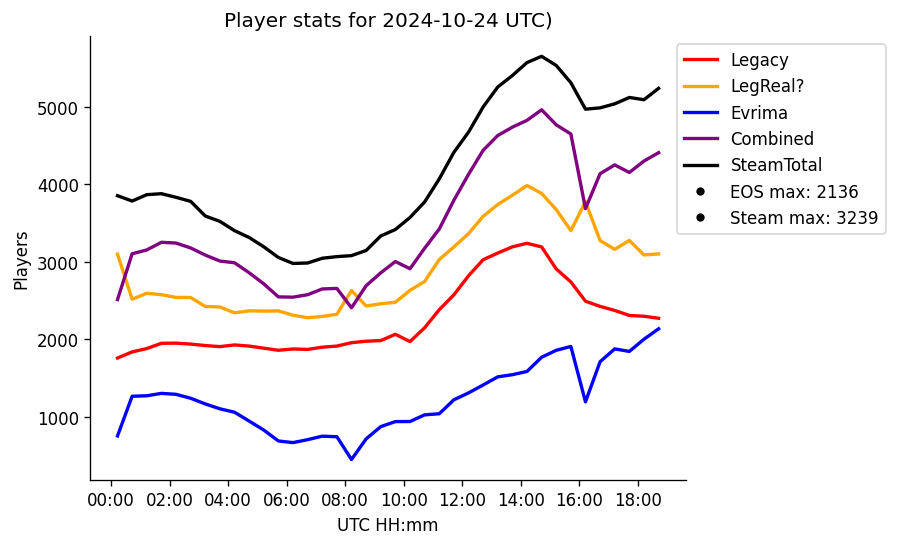 Player stats for 2024-10-24 UTC)
Legacy
LegReal?
Evrima
Combined
SteamTotal
EOS max: 2136
Steam max: 3239
Players
5000
4000
3000
2000
1000
00:00 02:00 04:00 06:00 08:00 10:00 12:00 14:00 16:00 18:00
UTC HH:mm